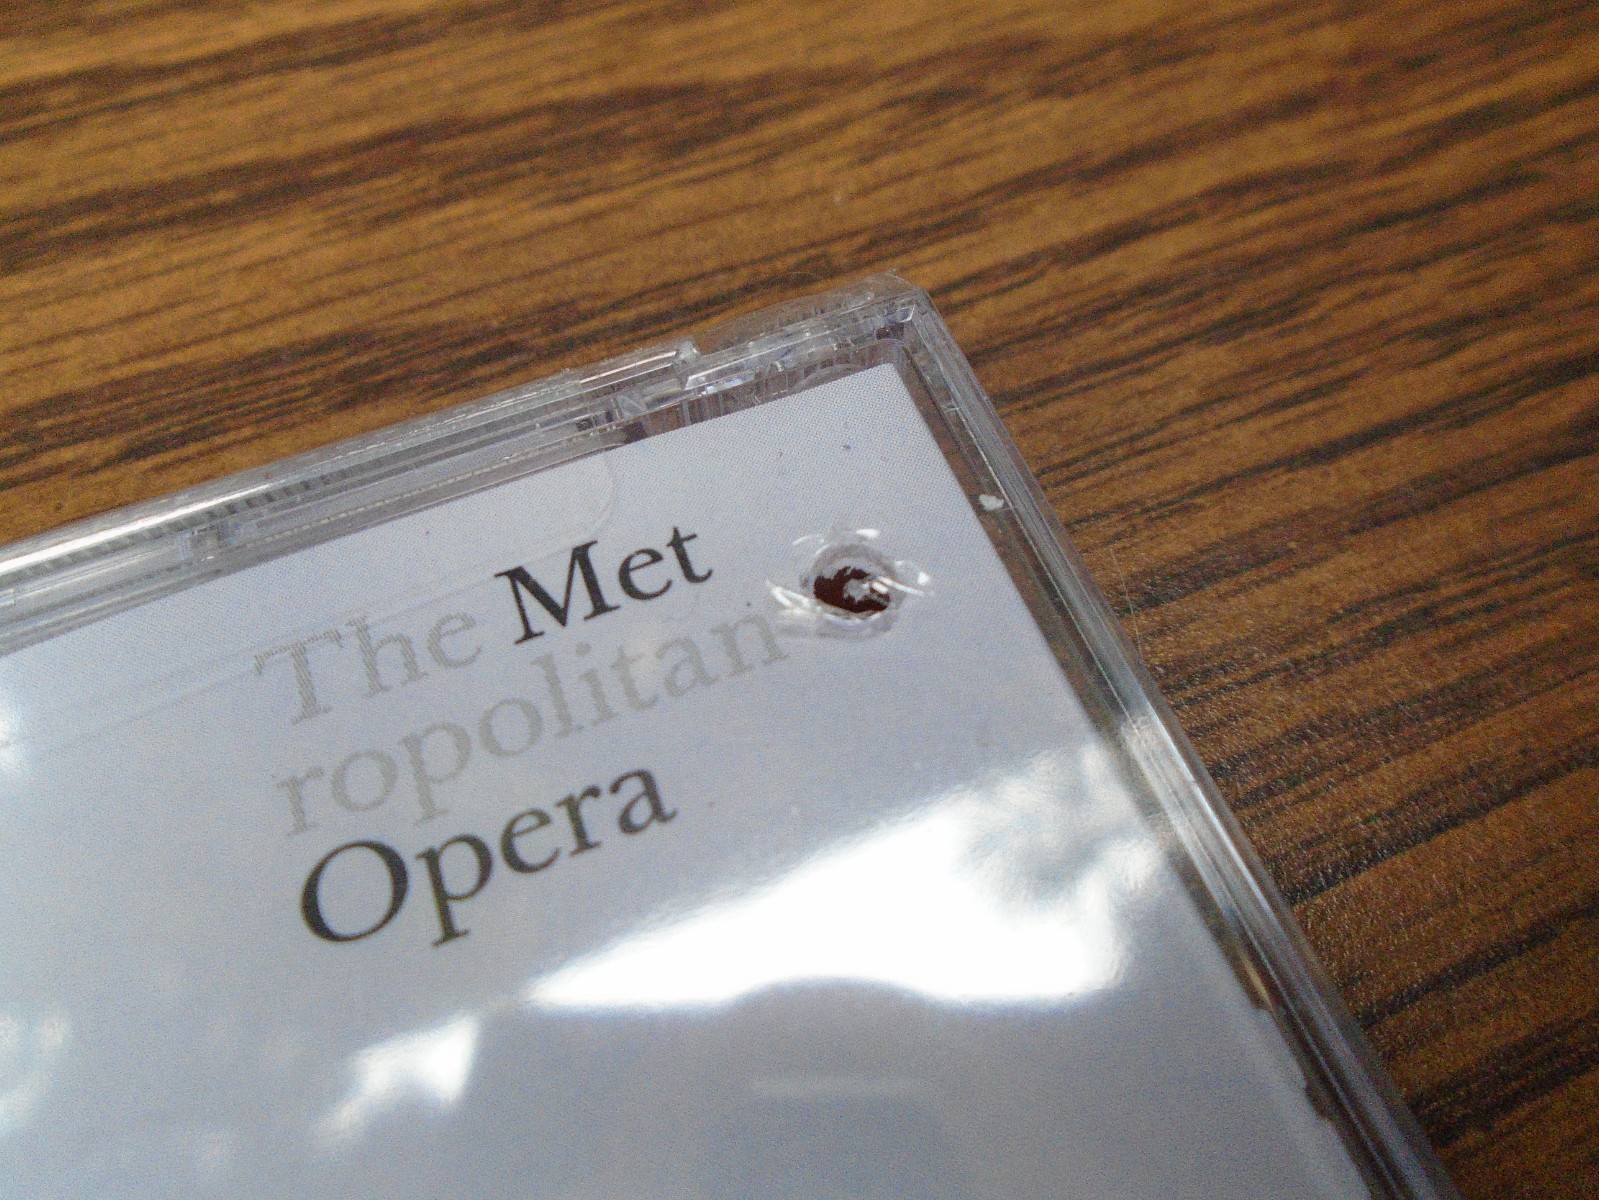 The Met
ropolitan
Opera